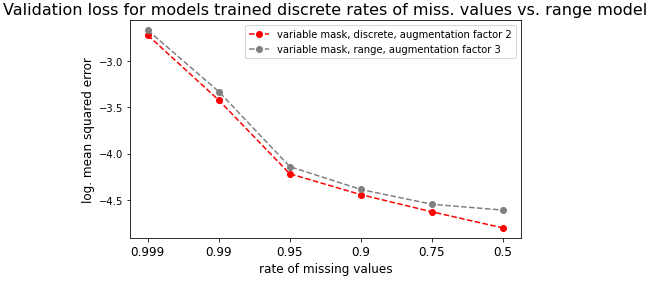 Validation loss for models trained discrete rates of miss. values vs. range model
variable mask, discrete, augmentation factor 2
variable mask, range, augmentation factor 3
log. mean squared error
−3.0
−3.5
−4.0
−4.5
0.999 0.99 0.95 0.9 0.75 0.5
rate of missing values